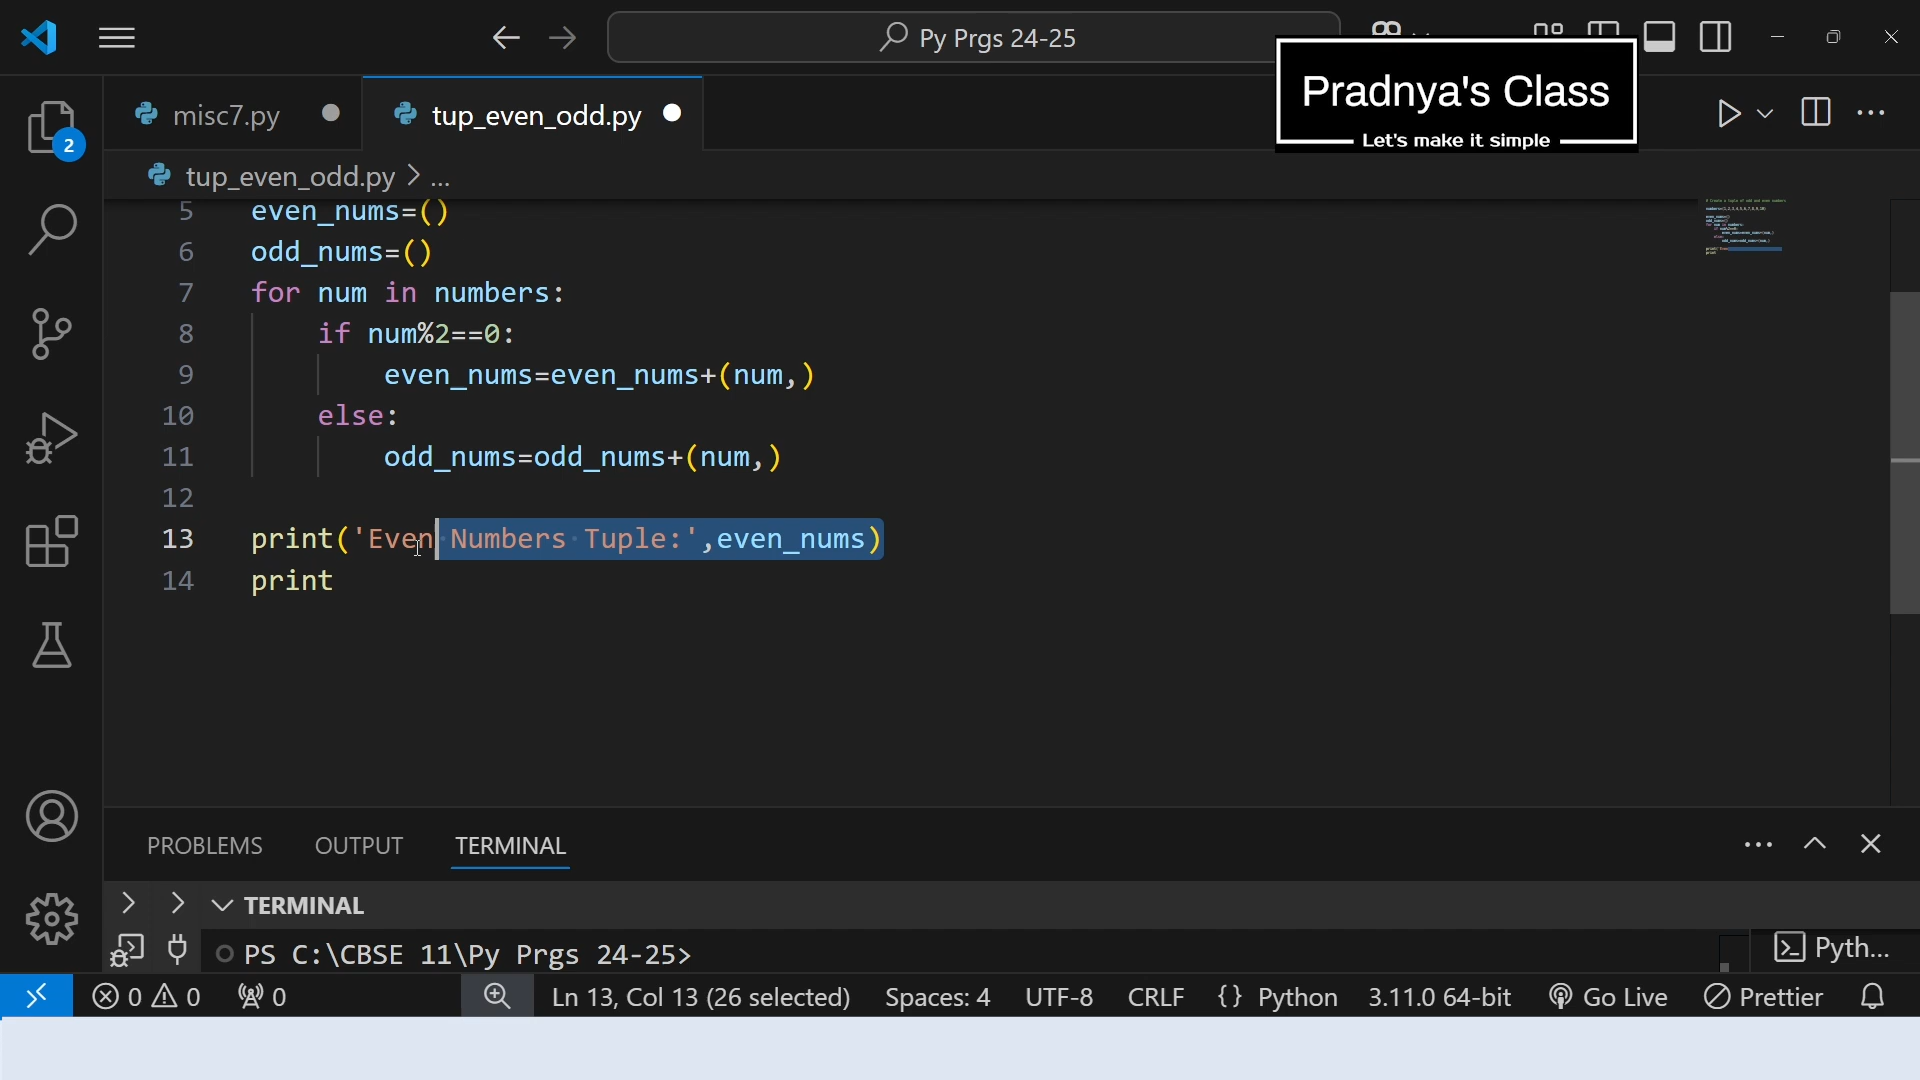 Py Prgs 24-25
Pradnya's Class
Let's make it simple
misc7.py
tup_even_odd.py
tup_even_odd.py > ...
2
5 even_nums=()
6 odd_nums=()
7 for num in numbers:
8 if num%2==0:
9 even_nums=even_nums+(num,)
10 else:
11 odd_nums=odd_nums+(num,)
12
13 print('Even Numbers Tuple:',even_nums)
14 print
PROBLEMS OUTPUT TERMINAL
TERMINAL
PS C:\CBSE 11\Py Prgs 24-25>
Pyth...
0 0 0 Ln 13, Col 13 (26 selected) Spaces: 4 UTF-8 CRLF {} Python 3.11.0 64-bit Go Live Prettier